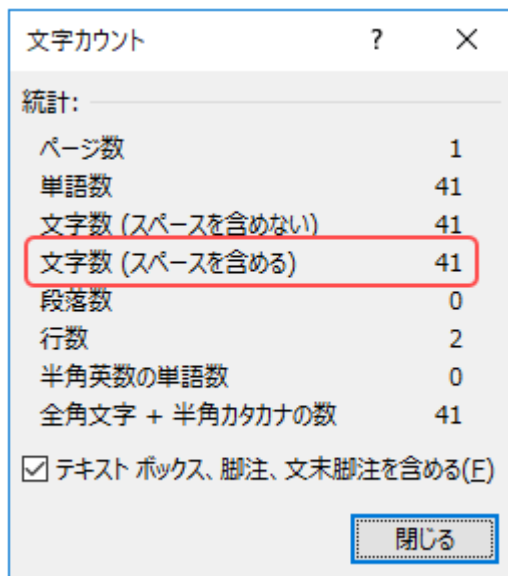 文字カウント ? ×
統計:
ページ数 1
単語数 41
文字数 (スペースを含めない) 41
文字数 (スペースを含める) 41
段落数 0
行数 2
半角英数の単語数 0
全角文字 + 半角カタカナの数 41
テキスト ボックス、脚注、文末脚注を含める(F)
閉じる